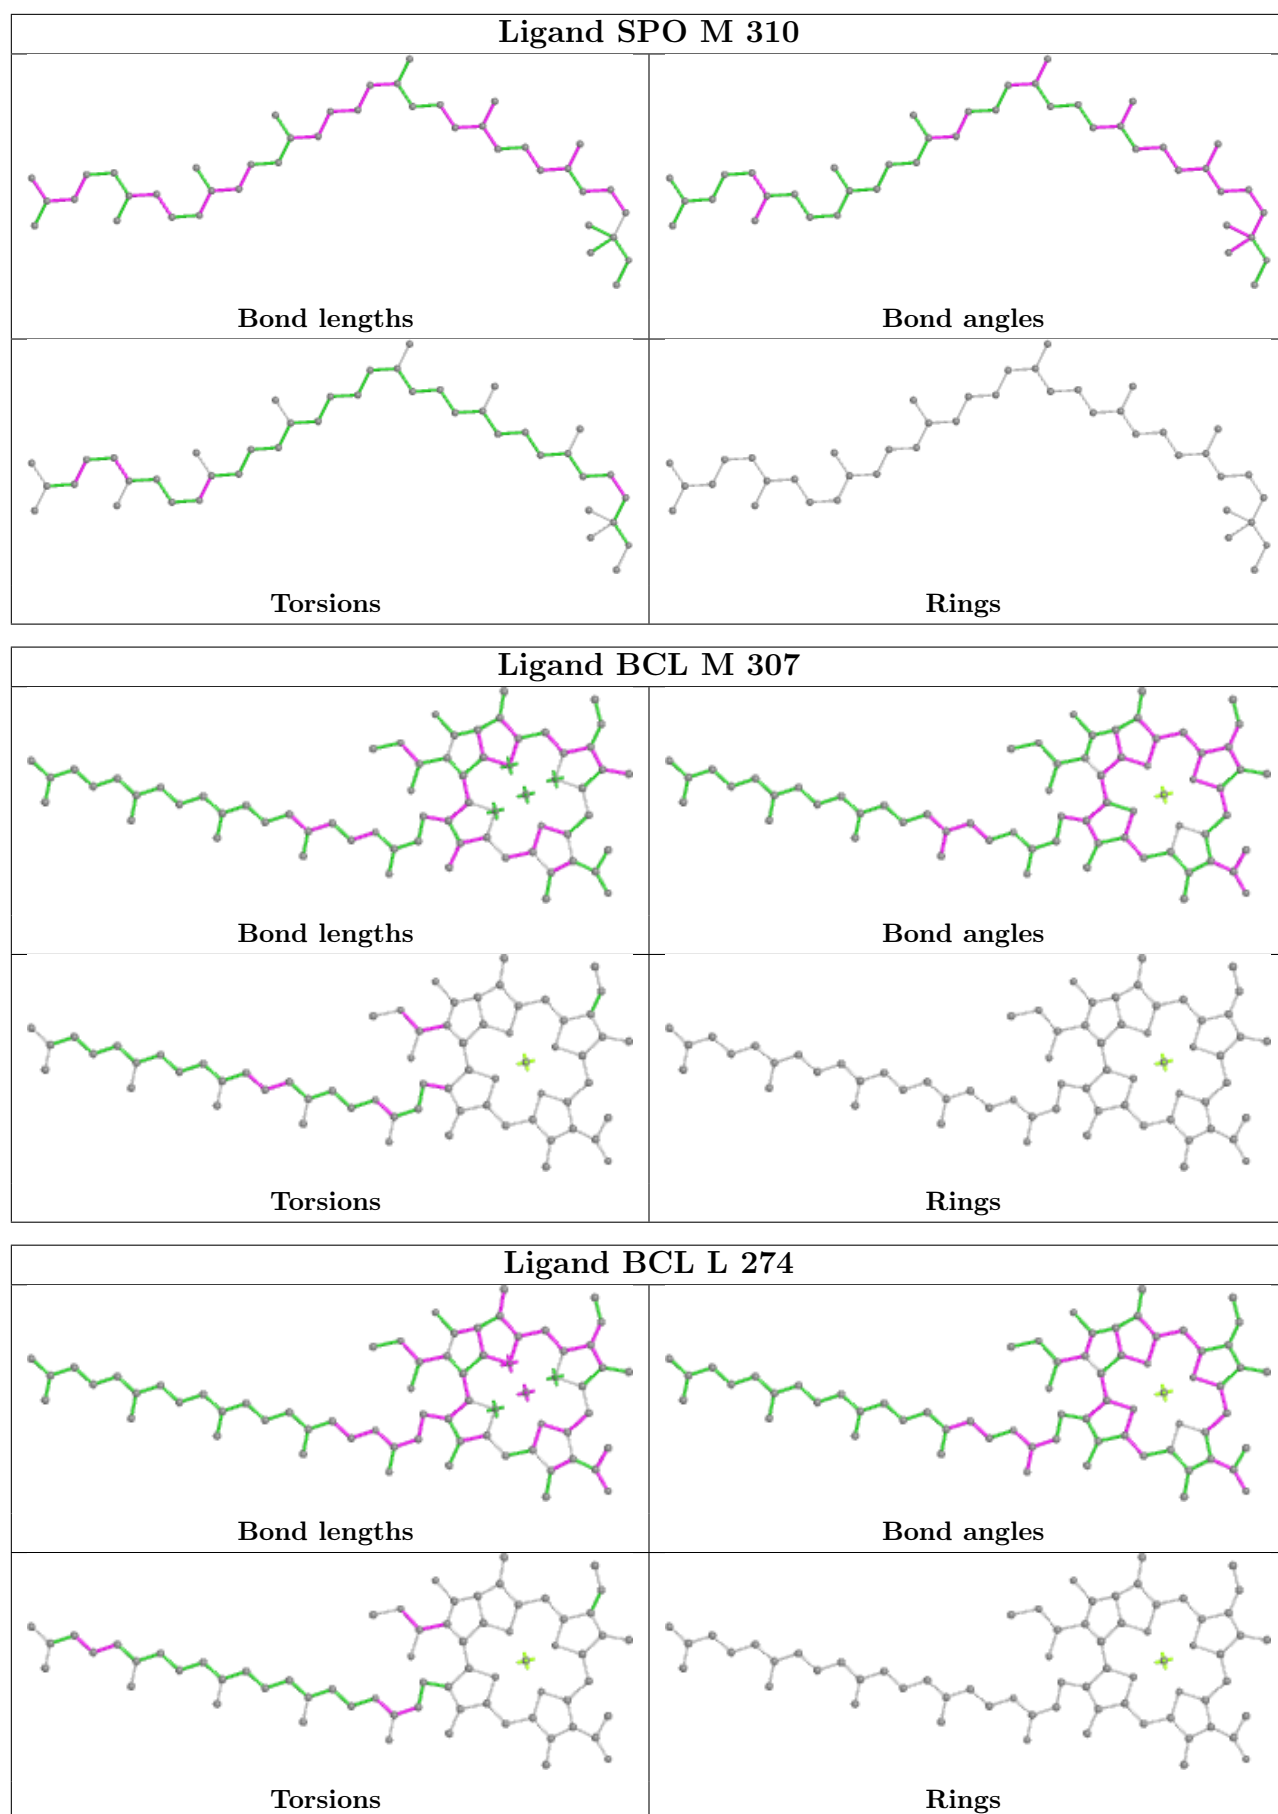 Ligand SPO M 310
Bond lengths
Bond angles
Torsions
Rings
Ligand BCL M 307
Bond lengths
Bond angles
Torsions
Rings
Ligand BCL L 274
Bond lengths
Bond angles
Torsions
Rings